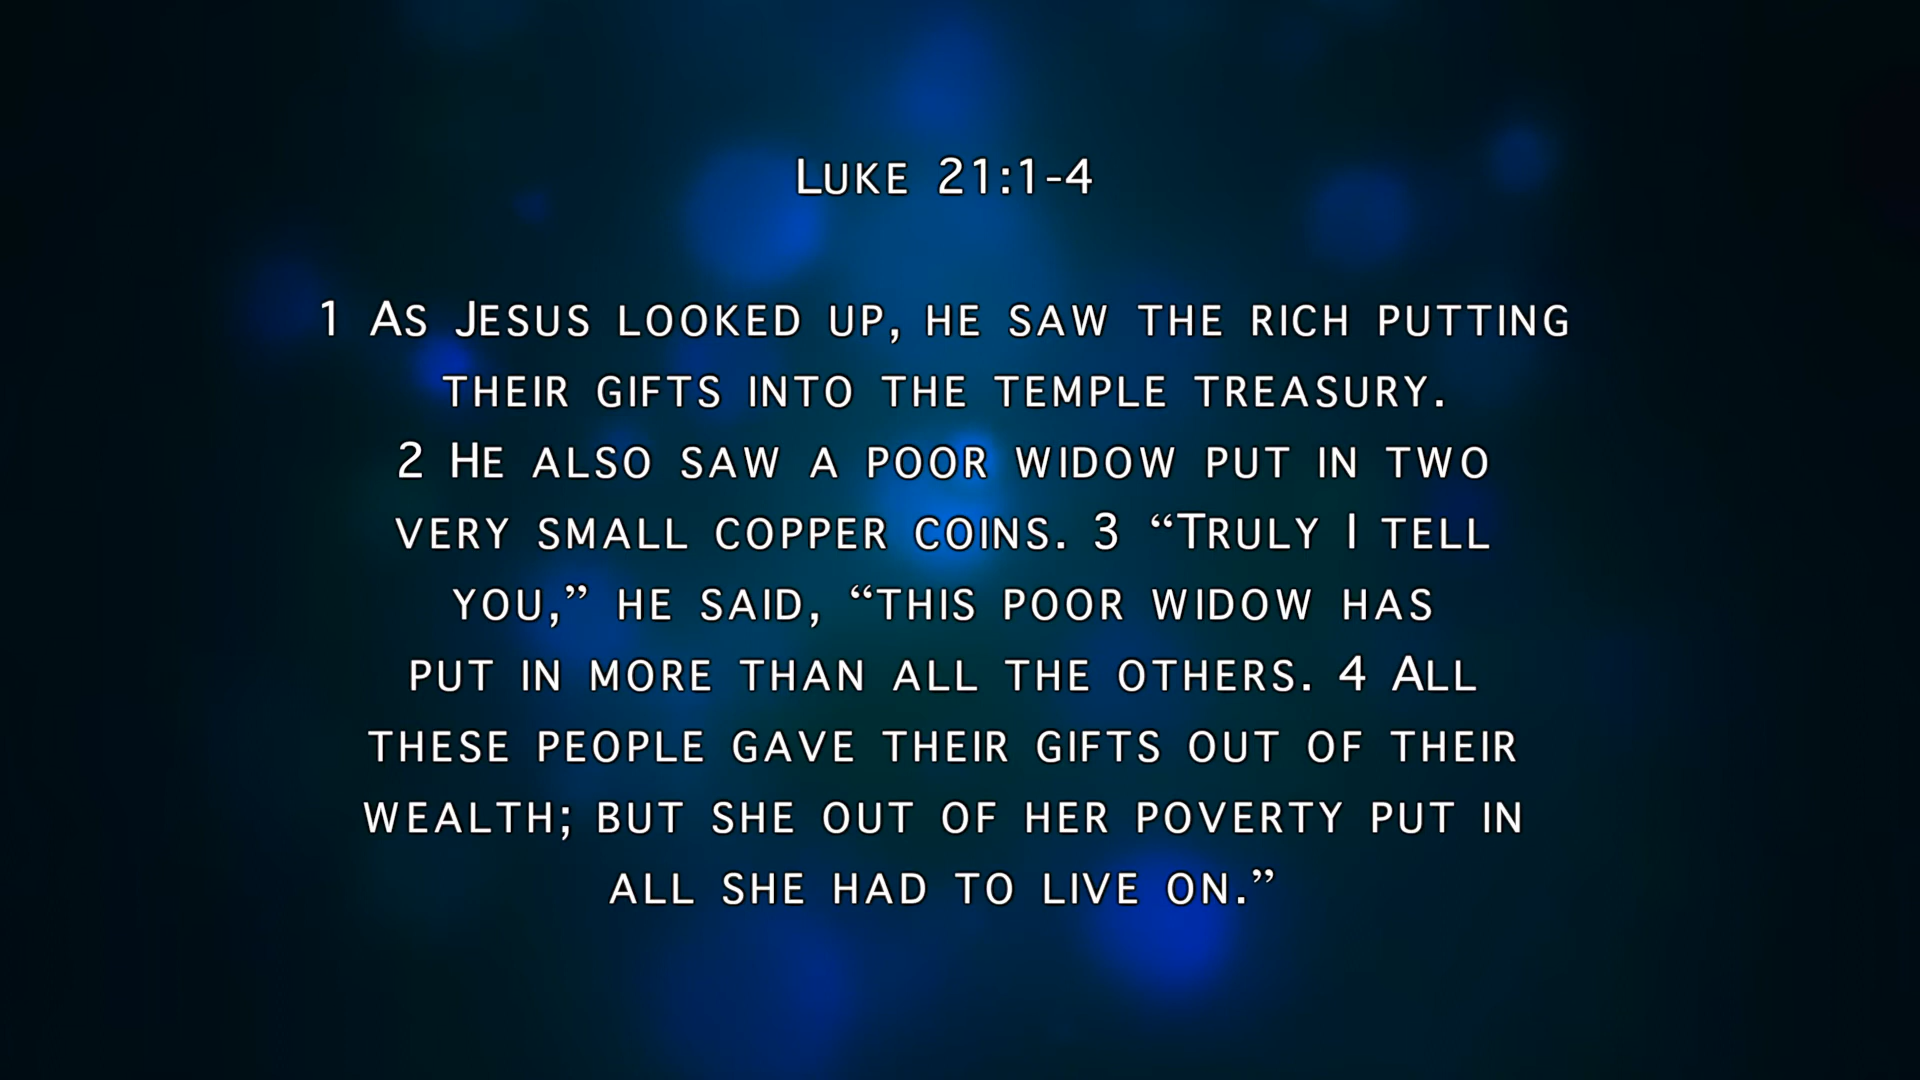 Luke 21:1-4
1 As Jesus looked up, he saw the rich putting
their gifts into the temple treasury.
2 He also saw a poor widow put in two
very small copper coins. 3 “Truly I tell
you,” he said, “this poor widow has
put in more than all the others. 4 All
these people gave their gifts out of their
wealth; but she out of her poverty put in
all she had to live on.”